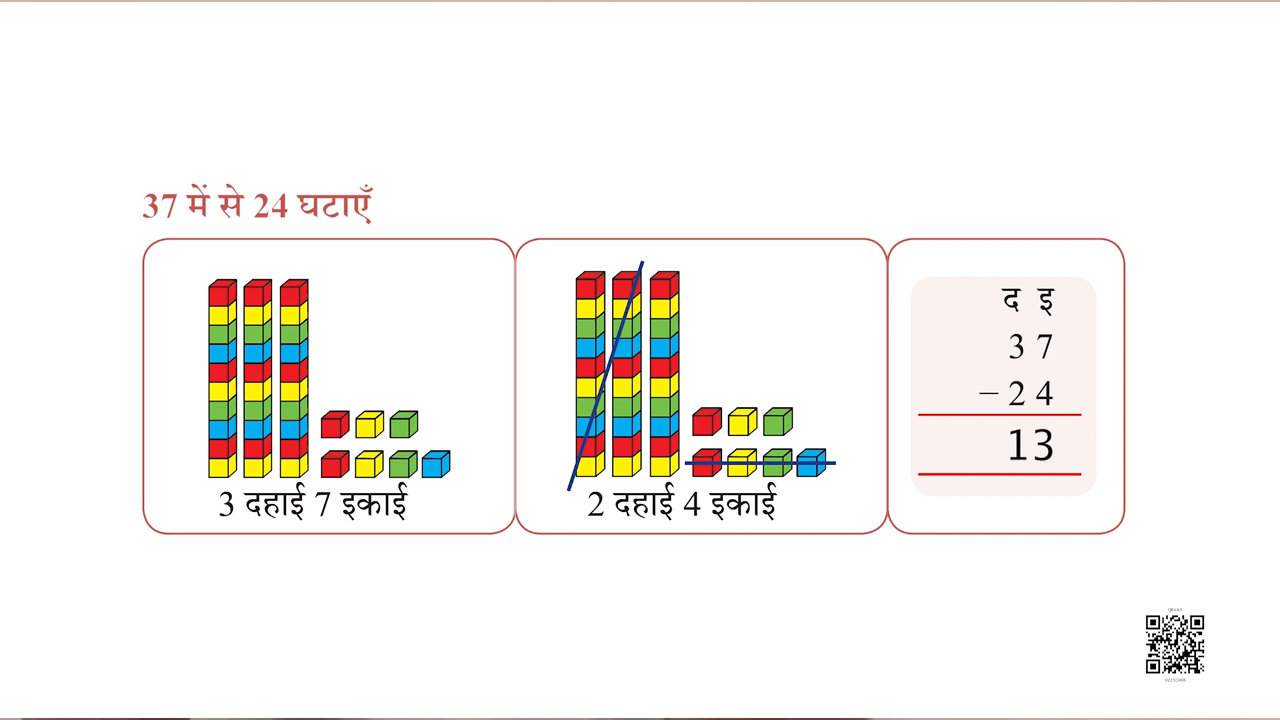 37 में से 24 घटाएँ
3 दहाई 7 इकाई
2 दहाई 4 इकाई
द इ
3 7
– 2 4
13